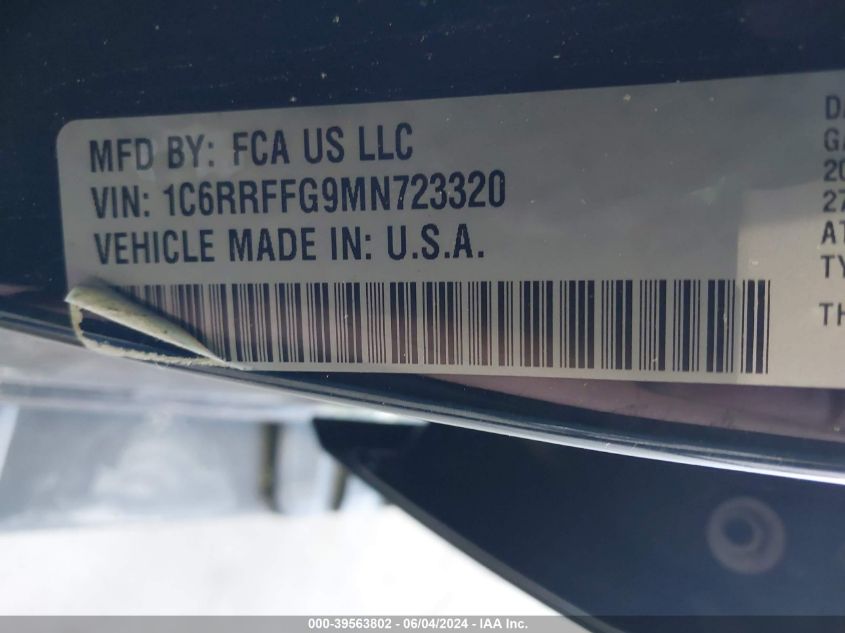 MFD BY: FCA US LLC
VIN: 1C6RRFFG9MN723320
VEHICLE MADE IN: U.S.A.
000-39563802 - 06/04/2024 - IAA Inc.